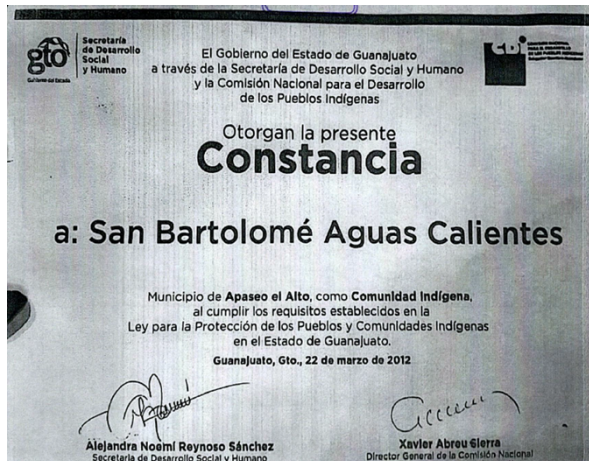 gto
Gobierno del Estado
Secretaría
de Desarrollo
Social
y Humano
cdi
El Gobierno del Estado de Guanajuato
a través de la Secretaría de Desarrollo Social y Humano
y la Comisión Nacional para el Desarrollo
de los Pueblos Indígenas
Otorgan la presente
Constancia
a: San Bartolomé Aguas Calientes
Municipio de Apaseo el Alto, como Comunidad Indígena,
al cumplir los requisitos establecidos en la
Ley para la Protección de los Pueblos y Comunidades Indígenas
en el Estado de Guanajuato.
Guanajuato, Gto., 22 de marzo de 2012
Alejandra Noemí Reynoso Sánchez
Secretaria de Desarrollo Social y Humano
Xavier Abreu Sierra
Director General de la Comisión Nacional